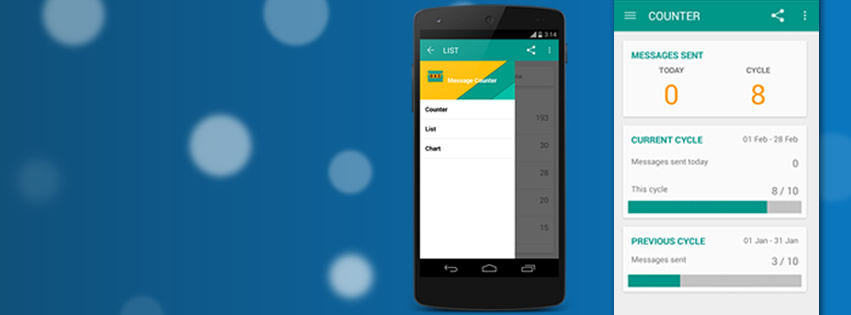 3:14
LIST
Message Counter
Counter
List
Chart
193
30
28
20
15
COUNTER
MESSAGES SENT
TODAY CYCLE
0 8
CURRENT CYCLE 01 Feb - 28 Feb
Messages sent today 0
This cycle 8 / 10
PREVIOUS CYCLE 01 Jan - 31 Jan
Messages sent 3 / 10